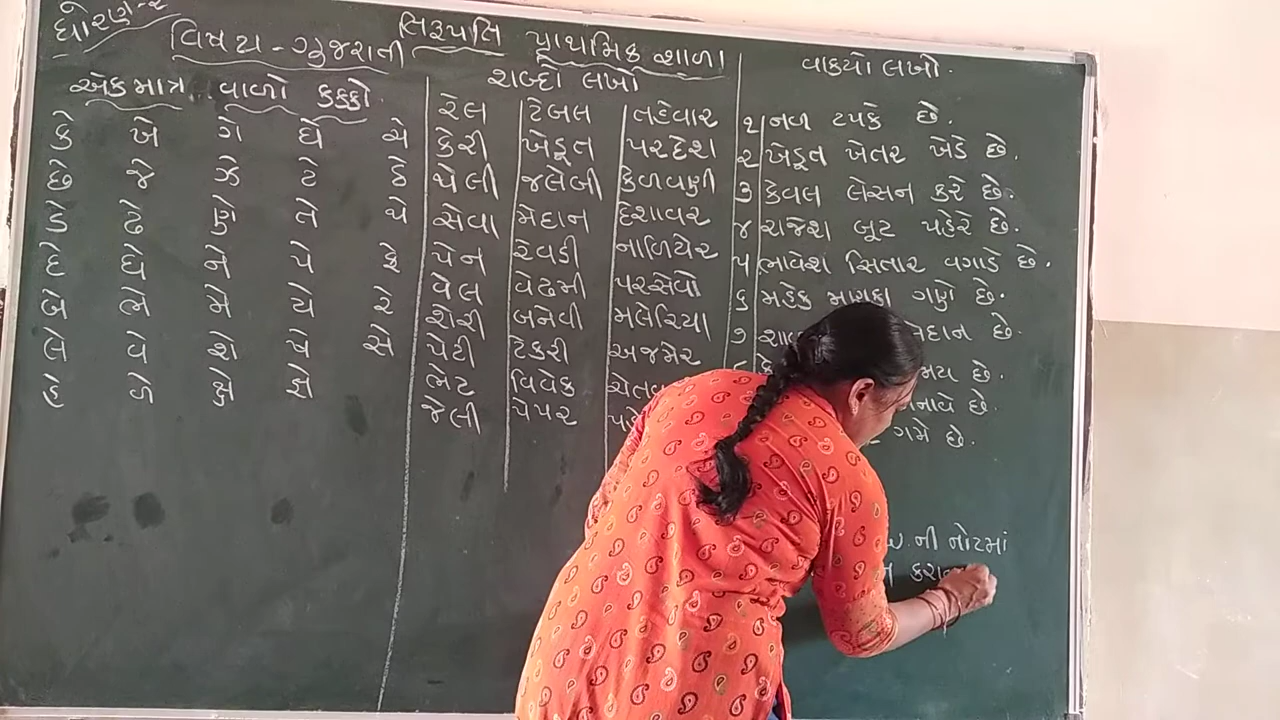 ધોરણ-૨
વિષય - ગુજરાતી
તિરૂપતિ પ્રાથમિક શાળા
એકમાત્ર વાળો કક્કો.
કે ખે ગે ઘે ચે
છે જે ઝે ટે ઠે
ડે ઢે ણે તે થે
દે ધે ને પે ફે
બે ભે મે યે રે
લે વે શે ષે સે
હે ળે ક્ષે જ્ઞે
શબ્દો લખો
રેલ ટેબલ તહેવાર
કેરી ખેડૂત પરદેશ
થેલી જલેબી કેળવણી
સેવા મેદાન દેશાવર
પેન રેવડી નાળિયેર
વેલ વેઢમી પરસેવો
શેરી બનેવી મલેરિયા
પેટી ટેકરી અજમેર
ભેટ વિવેક
જેલી પેપર
વાકયો લખો.
૧ નળ ટપકે છે.
૨ ખેડૂત ખેતર ખેડે છે.
૩ કેવલ લેસન કરે છે.
૪ રાજેશ બૂટ પહેરે છે.
૫ ભાવેશ સિતાર વગાડે છે.
૬ મહેક મણકા ગણે છે.
૭ છે.
છે.
છે.
ગમે છે.
ની નોટમાં